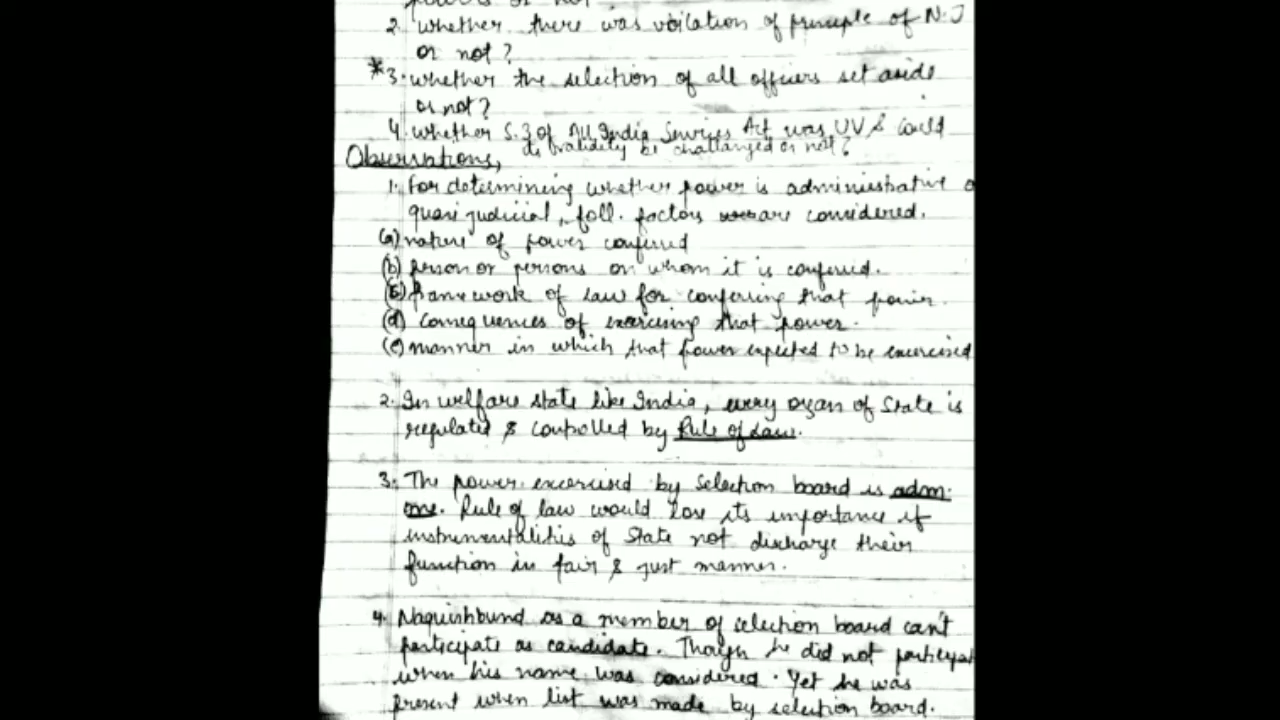 2. whether there was voilation of principle of N.J
or not?
*3. whether the selection of all officers set aside
or not?
4. whether S.3 of All India Services Act was UV & could
its validity be challanged or not?
Observations,
1. For determining whether power is administrative o
quasi judicial, foll. factors are considered.
(a) nature of power conferred
(b) person or persons on whom it is conferred.
(c) framework of law for conferring that power.
(d) consequences of exercising that power.
(e) manner in which that power expected to be exercised
2. In welfare state like India, every organ of State is
regulated & controlled by Rule of Law.
3. The power exercised by selection board is adm.
one. Rule of law would lose its importance if
instrumentalities of State not discharge their
function in fair & just manner.
4. Naquishbund as a member of selection board can't
participate as candidate. Though he did not participat
when his name was considered. Yet he was
present when list was made by selection board.